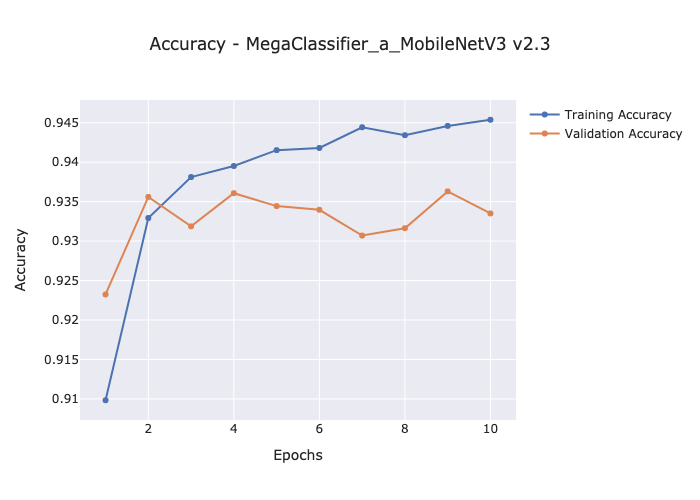 Accuracy - MegaClassifier_a_MobileNetV3 v2.3
Training Accuracy
Validation Accuracy
Accuracy
0.945
0.94
0.935
0.93
0.925
0.92
0.915
0.91
2 4 6 8 10
Epochs